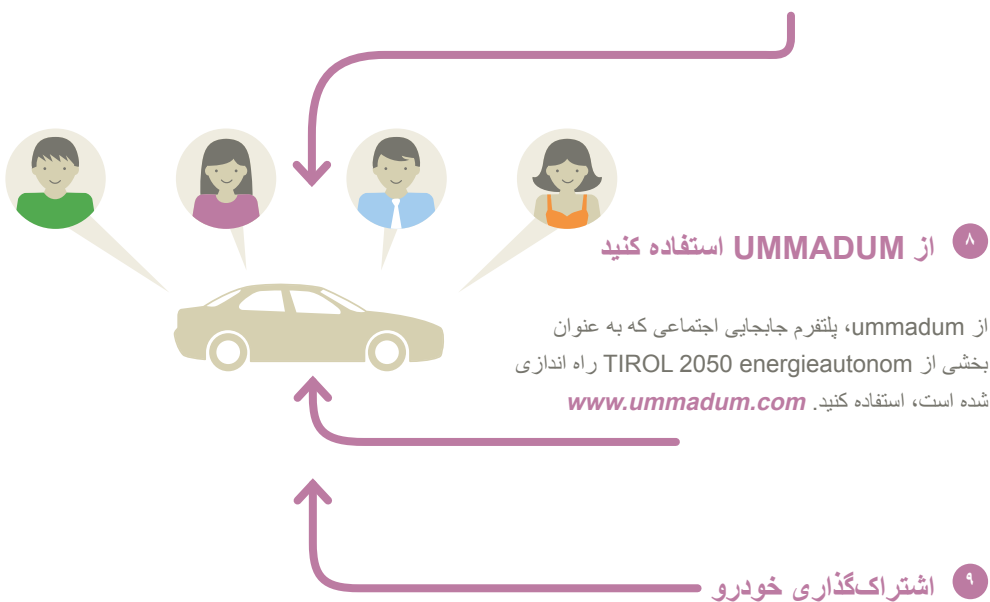 ۸ از UMMADUM استفاده کنید
از ummadum، پلتفرم جابجایی اجتماعی که به عنوان
بخشی از TIROL 2050 energieautonom راه اندازی
شده است، استفاده کنید. www.ummadum.com
۹ اشتراک‌گذاری خودرو